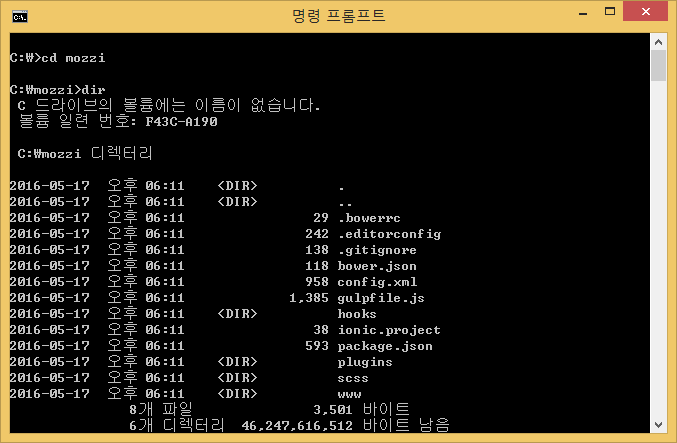 명령 프롬프트
C:\>cd mozzi
C:\mozzi>dir
C 드라이브의 볼륨에는 이름이 없습니다.
볼륨 일련 번호: F43C-A190
C:\mozzi 디렉터리
2016-05-17 오후 06:11 <DIR> .
2016-05-17 오후 06:11 <DIR> ..
2016-05-17 오후 06:11 29 .bowerrc
2016-05-17 오후 06:11 242 .editorconfig
2016-05-17 오후 06:11 138 .gitignore
2016-05-17 오후 06:11 118 bower.json
2016-05-17 오후 06:11 958 config.xml
2016-05-17 오후 06:11 1,385 gulpfile.js
2016-05-17 오후 06:11 <DIR> hooks
2016-05-17 오후 06:11 38 ionic.project
2016-05-17 오후 06:11 593 package.json
2016-05-17 오후 06:11 <DIR> plugins
2016-05-17 오후 06:11 <DIR> scss
2016-05-17 오후 06:11 <DIR> www
8개 파일 3,501 바이트
6개 디렉터리 46,247,616,512 바이트 남음